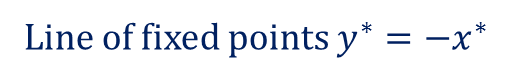 Line of fixed points y* = −x*